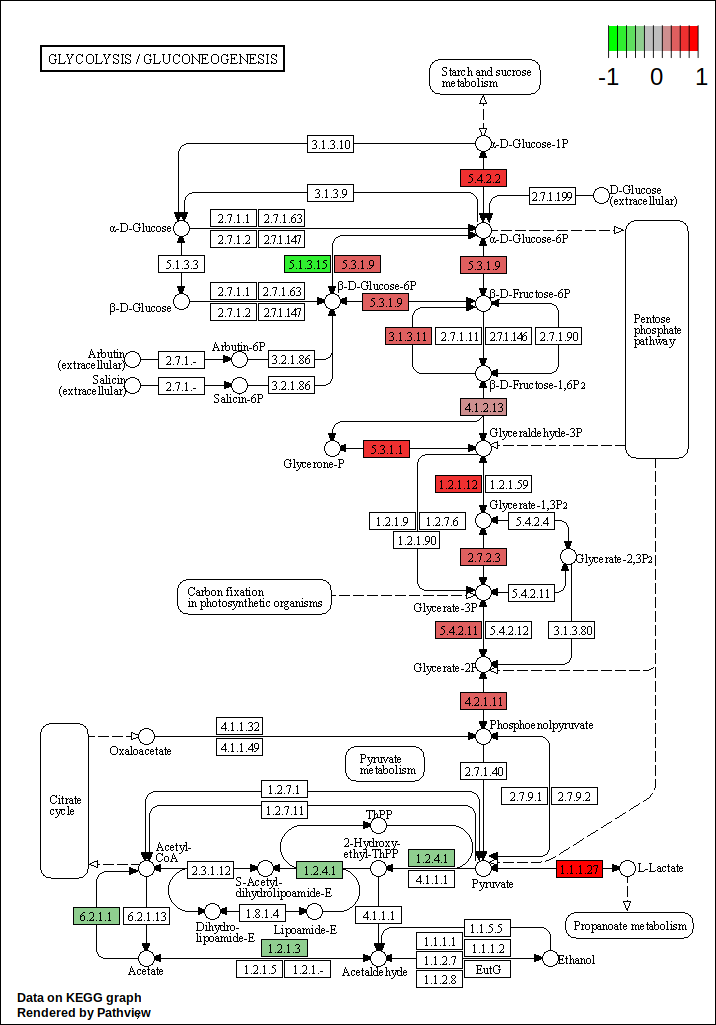 GLYCOLYSIS / GLUCONEOGENESIS
-1 0 1
Starch and sucrose
metabolism
3.1.3.10
α-D-Glucose-1P
5.4.2.2
3.1.3.9
2.7.1.199
D-Glucose
(extracellular)
α-D-Glucose
2.7.1.1 2.7.1.63
2.7.1.2 2.7.1.147
α-D-Glucose-6P
5.1.3.3
5.1.3.15 5.3.1.9
5.3.1.9
β-D-Glucose-6P
β-D-Fructose-6P
β-D-Glucose
2.7.1.1 2.7.1.63
2.7.1.2 2.7.1.147
5.3.1.9
Pentose
phosphate
pathway
3.1.3.11 2.7.1.11 2.7.1.146 2.7.1.90
Arbutin
(extracellular)
2.7.1.-
Arbutin-6P
3.2.1.86
Salicin
(extracellular)
2.7.1.-
Salicin-6P
3.2.1.86
β-D-Fructose-1,6P2
4.1.2.13
Glyceraldehyde-3P
5.3.1.1
Glycerone-P
1.2.1.12 1.2.1.59
Glycerate-1,3P2
1.2.1.9 1.2.7.6
1.2.1.90
5.4.2.4
2.7.2.3
Glycerate-2,3P2
Carbon fixation
in photosynthetic organisms
5.4.2.11
Glycerate-3P
5.4.2.11 5.4.2.12
3.1.3.80
Glycerate-2P
4.2.1.11
Phosphoenolpyruvate
4.1.1.32
4.1.1.49
Oxaloacetate
Pyruvate
metabolism
2.7.1.40
2.7.9.1 2.7.9.2
Citrate
cycle
1.2.7.1
1.2.7.11
ThPP
2-Hydroxy-
ethyl-ThPP
Acetyl-
CoA
2.3.1.12
S-Acetyl-
dihydrolipoamide-E
1.2.4.1
1.2.4.1
4.1.1.1
Pyruvate
1.1.1.27
L-Lactate
6.2.1.1 6.2.1.13
Dihydro-
lipoamide-E
1.8.1.4
Lipoamide-E
4.1.1.1
Propanoate metabolism
1.2.1.3
1.2.1.5 1.2.1.-
Acetate
Acetaldehyde
1.1.5.5
1.1.1.1 1.1.1.2
1.1.2.7 EutG
1.1.2.8
Ethanol
Data on KEGG graph
Rendered by Pathview